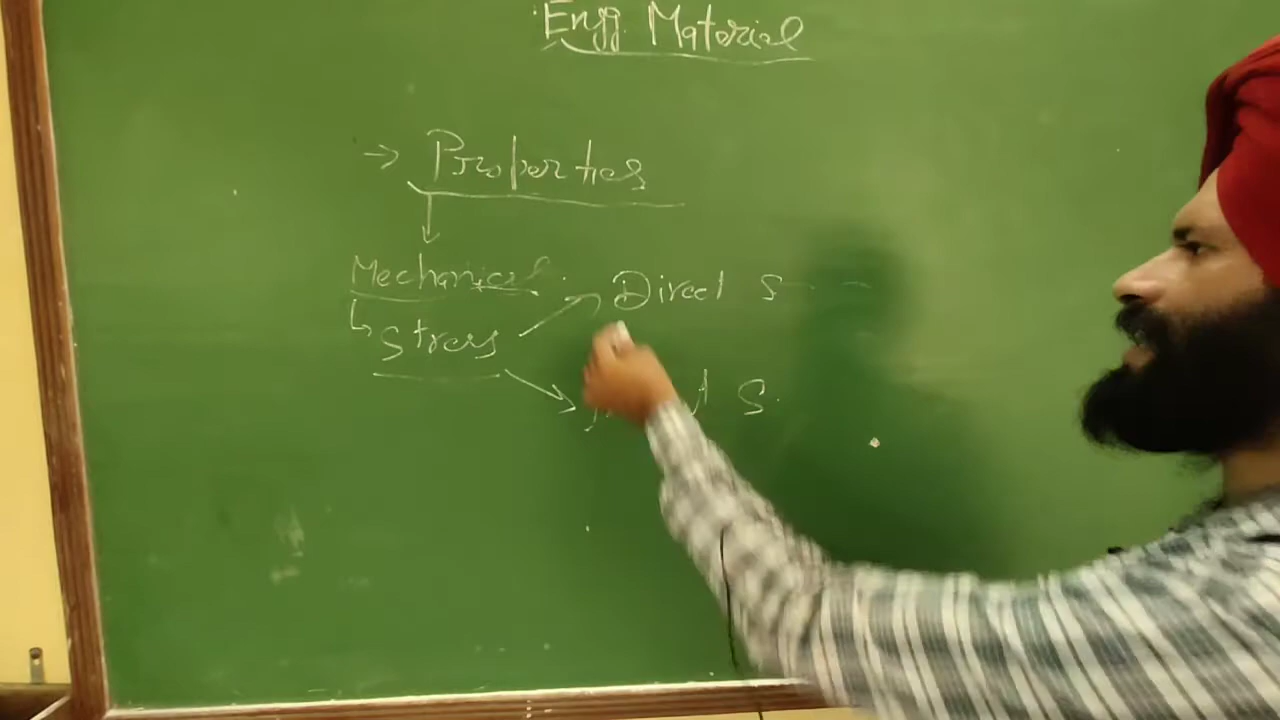 Engg Material
→ Properties
Mechanical
Direct S
Stress
S.